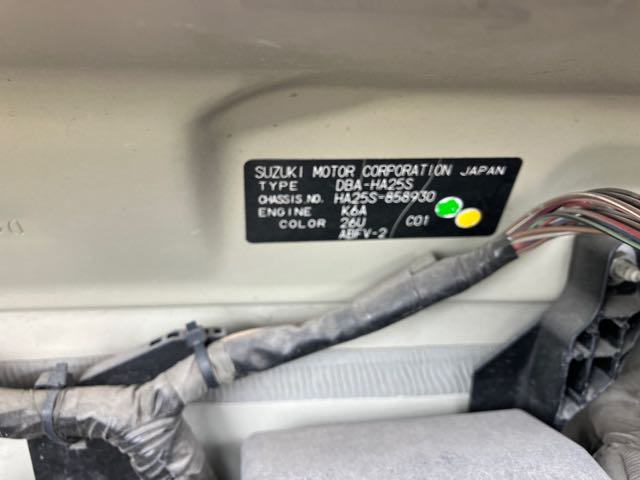 SUZUKI MOTOR CORPORATION JAPAN
TYPE DBA-HA25S
CHASSIS NO. HA25S-858930
ENGINE K6A
COLOR 26U C01
ABFV-2